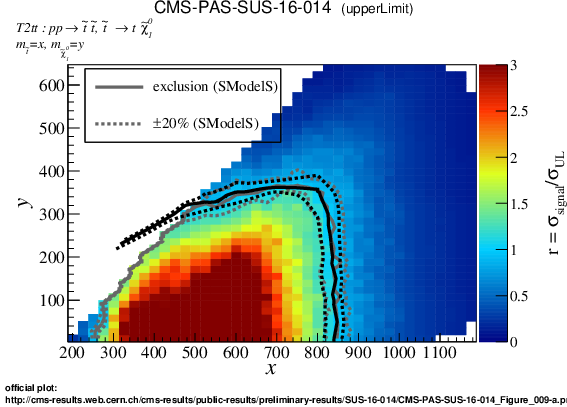 CMS-PAS-SUS-16-014 (upperLimit)
T2tt : pp → t̃ t̃, t̃ → t χ̃⁰₁
m_t̃=x, m_χ̃⁰₁=y
exclusion (SModelS)
±20% (SModelS)
y
600
500
400
300
200
100
200 300 400 500 600 700 800 900 1000 1100
x
3
2.5
2
1.5
1
0.5
0
r = σ_signal/σ_UL
official plot:
http://cms-results.web.cern.ch/cms-results/public-results/preliminary-results/SUS-16-014/CMS-PAS-SUS-16-014_Figure_009-a.p